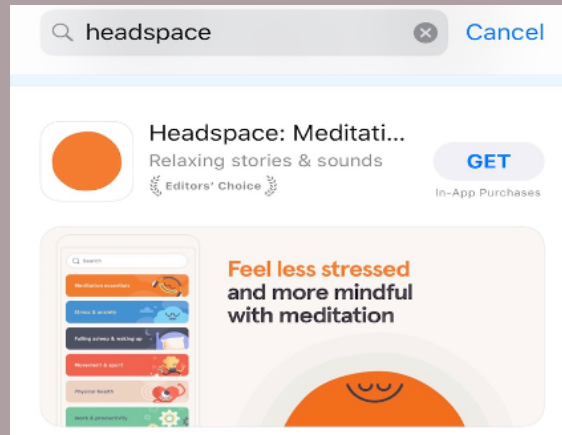 headspace
Cancel
Headspace: Meditati...
Relaxing stories & sounds
GET
Editors' Choice
In-App Purchases
Search
Meditation essentials
Stress & anxiety
Falling asleep & waking up
Movement & sport
Physical health
Work & productivity
Feel less stressed
and more mindful
with meditation